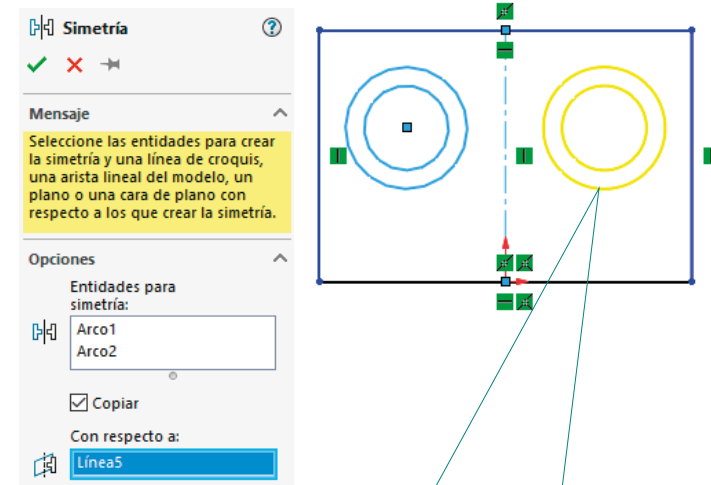 Simetría
Mensaje
Seleccione las entidades para crear
la simetría y una línea de croquis,
una arista lineal del modelo, un
plano o una cara de plano con
respecto a los que crear la simetría.
Opciones
Entidades para
simetría:
Arco1
Arco2
Copiar
Con respecto a:
Línea5